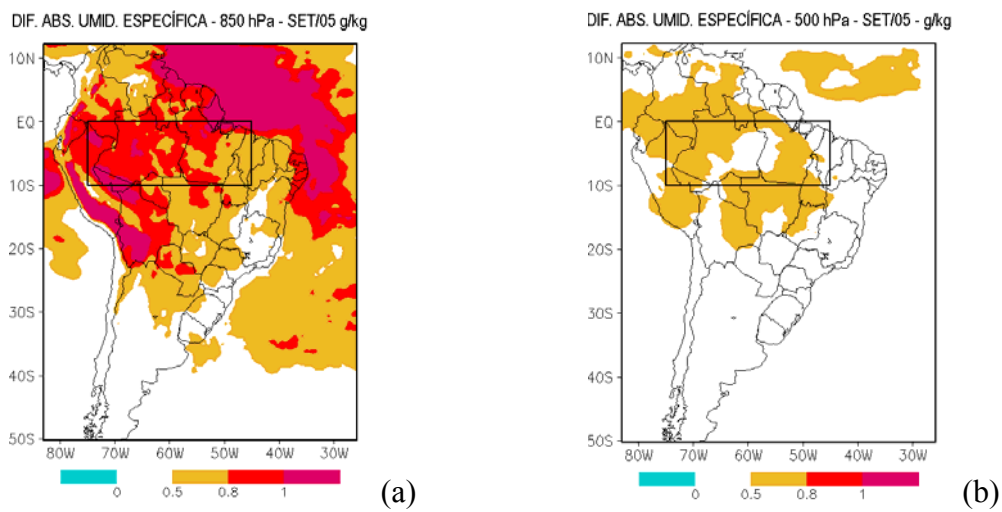 DIF. ABS. UMID. ESPECÍFICA - 850 hPa - SET/05 g/kg
10N
EQ
10S
20S
30S
40S
50S
80W 70W 60W 50W 40W 30W
0 0.5 0.8 1
(a)
DIF. ABS. UMID. ESPECÍFICA - 500 hPa - SET/05 - g/kg
10N
EQ
10S
20S
30S
40S
50S
80W 70W 60W 50W 40W 30W
0 0.5 0.8 1
(b)